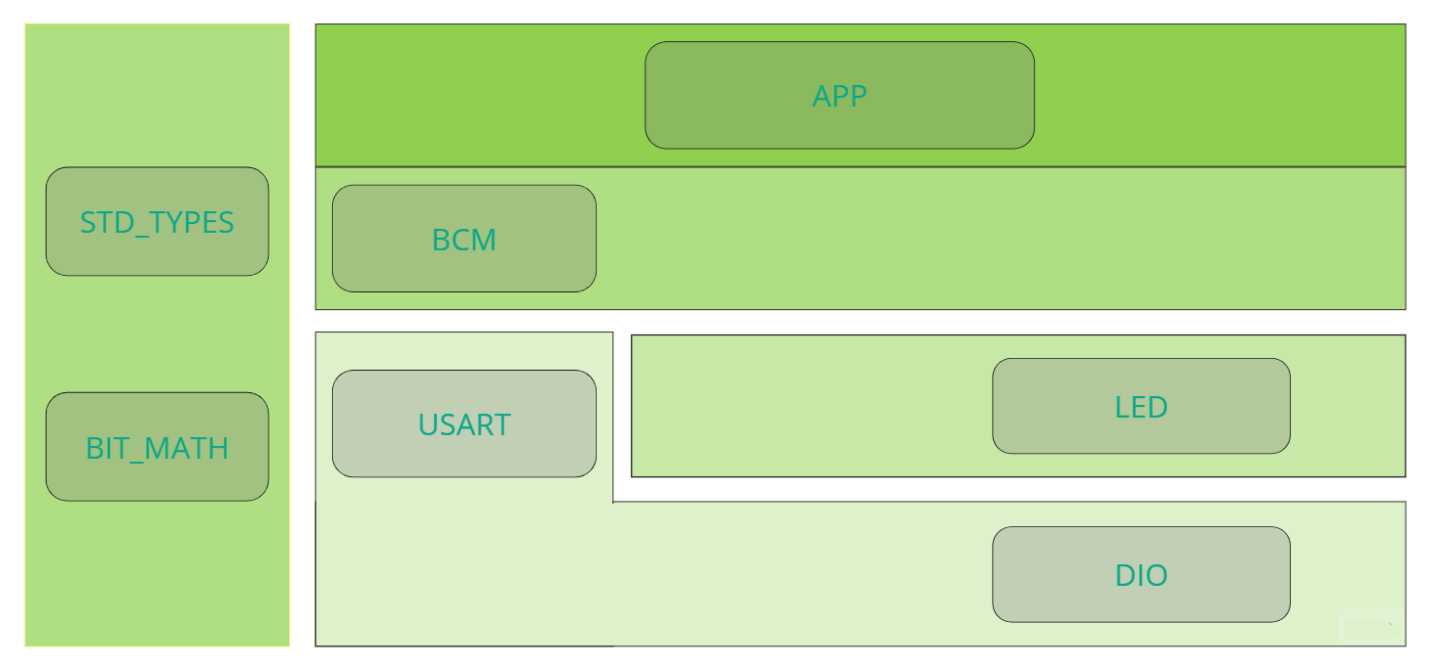 APP
STD_TYPES
BCM
BIT_MATH
USART
LED
DIO